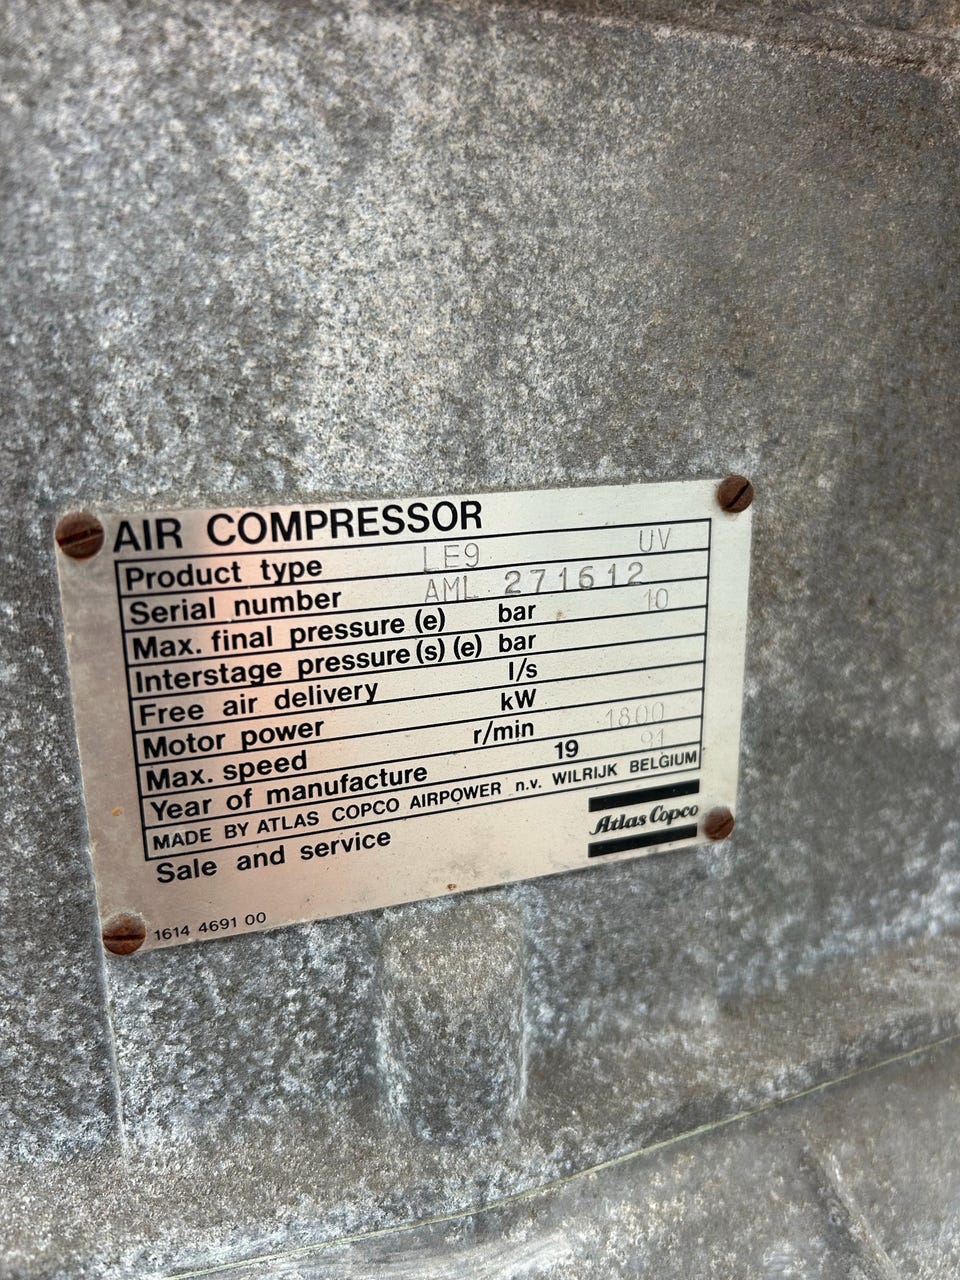 AIR COMPRESSOR
Product type LE9 UV
Serial number AML 271612
Max. final pressure (e) bar 10
Interstage pressure (s) (e) bar
Free air delivery l/s
Motor power kW
Max. speed r/min 1800
Year of manufacture 19 91
MADE BY ATLAS COPCO AIRPOWER n.v. WILRIJK BELGIUM
Sale and service
Atlas Copco
1614 4691 00